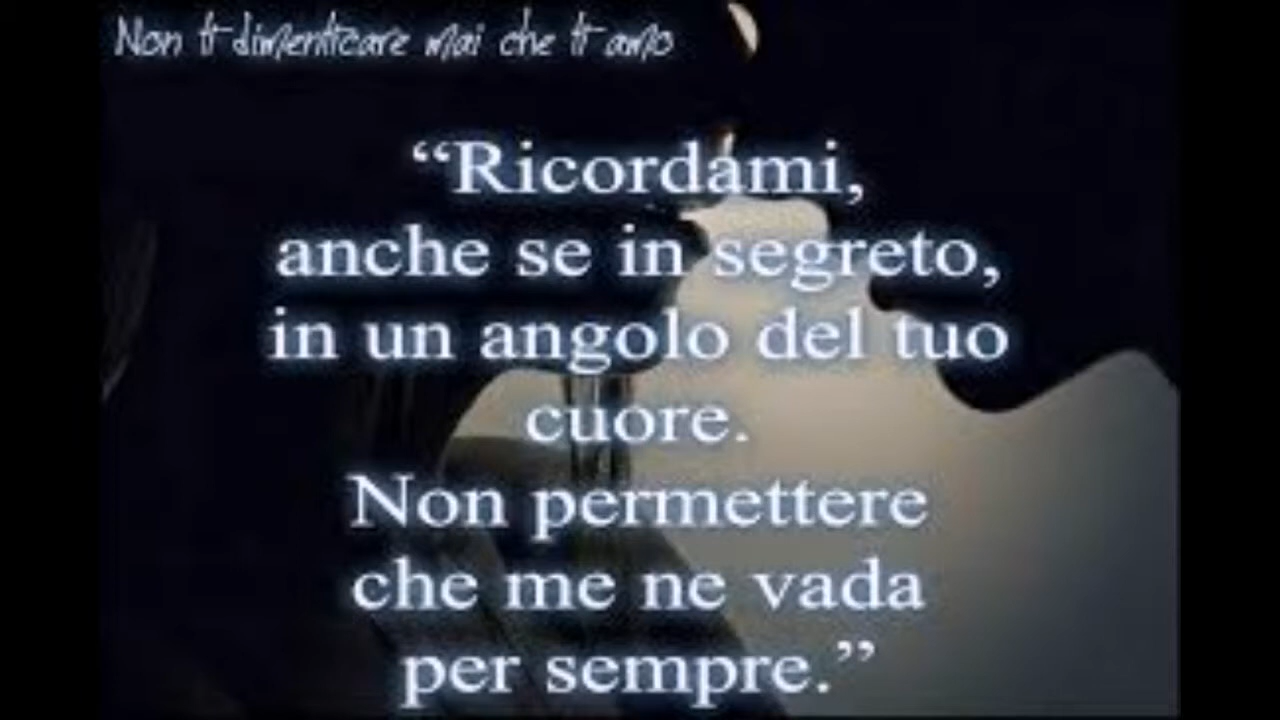 Non ti dimenticare mai che ti amo
“Ricordami,
anche se in segreto,
in un angolo del tuo
cuore.
Non permettere
che me ne vada
per sempre.”